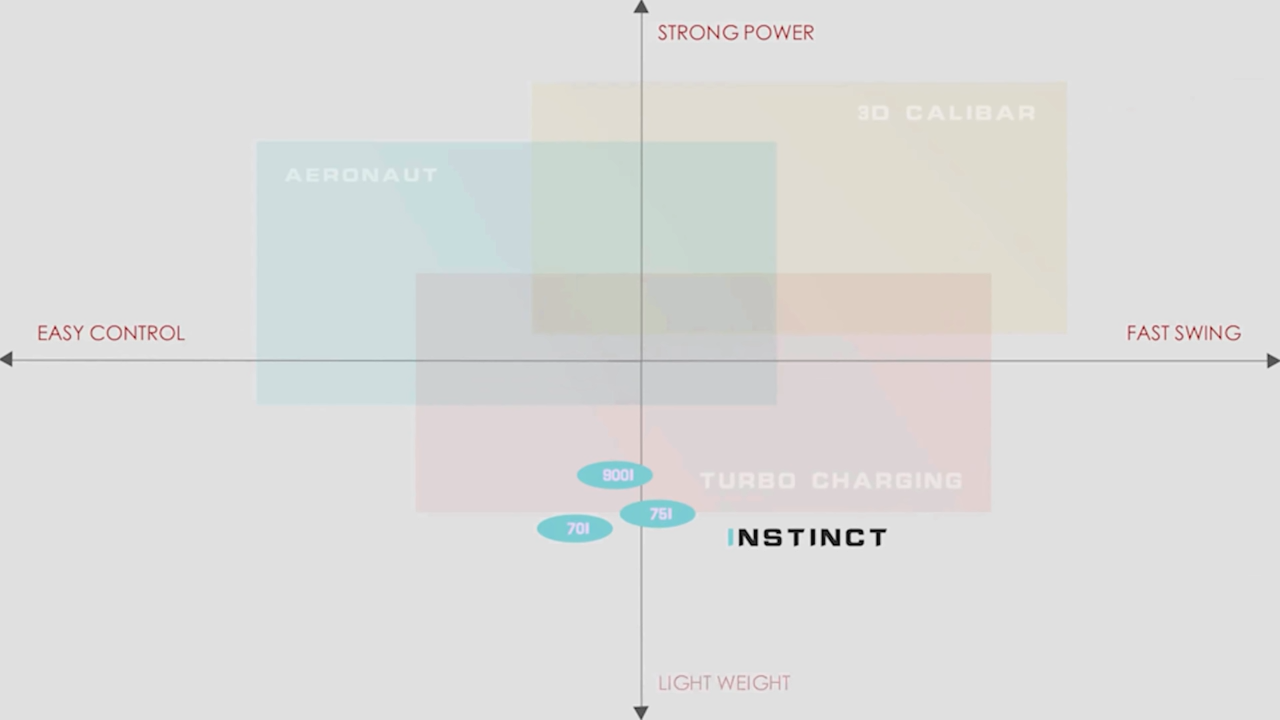 STRONG POWER
3D CALIBAR
AERONAUT
EASY CONTROL
FAST SWING
900I
TURBO CHARGING
75I
70I
INSTINCT
LIGHT WEIGHT